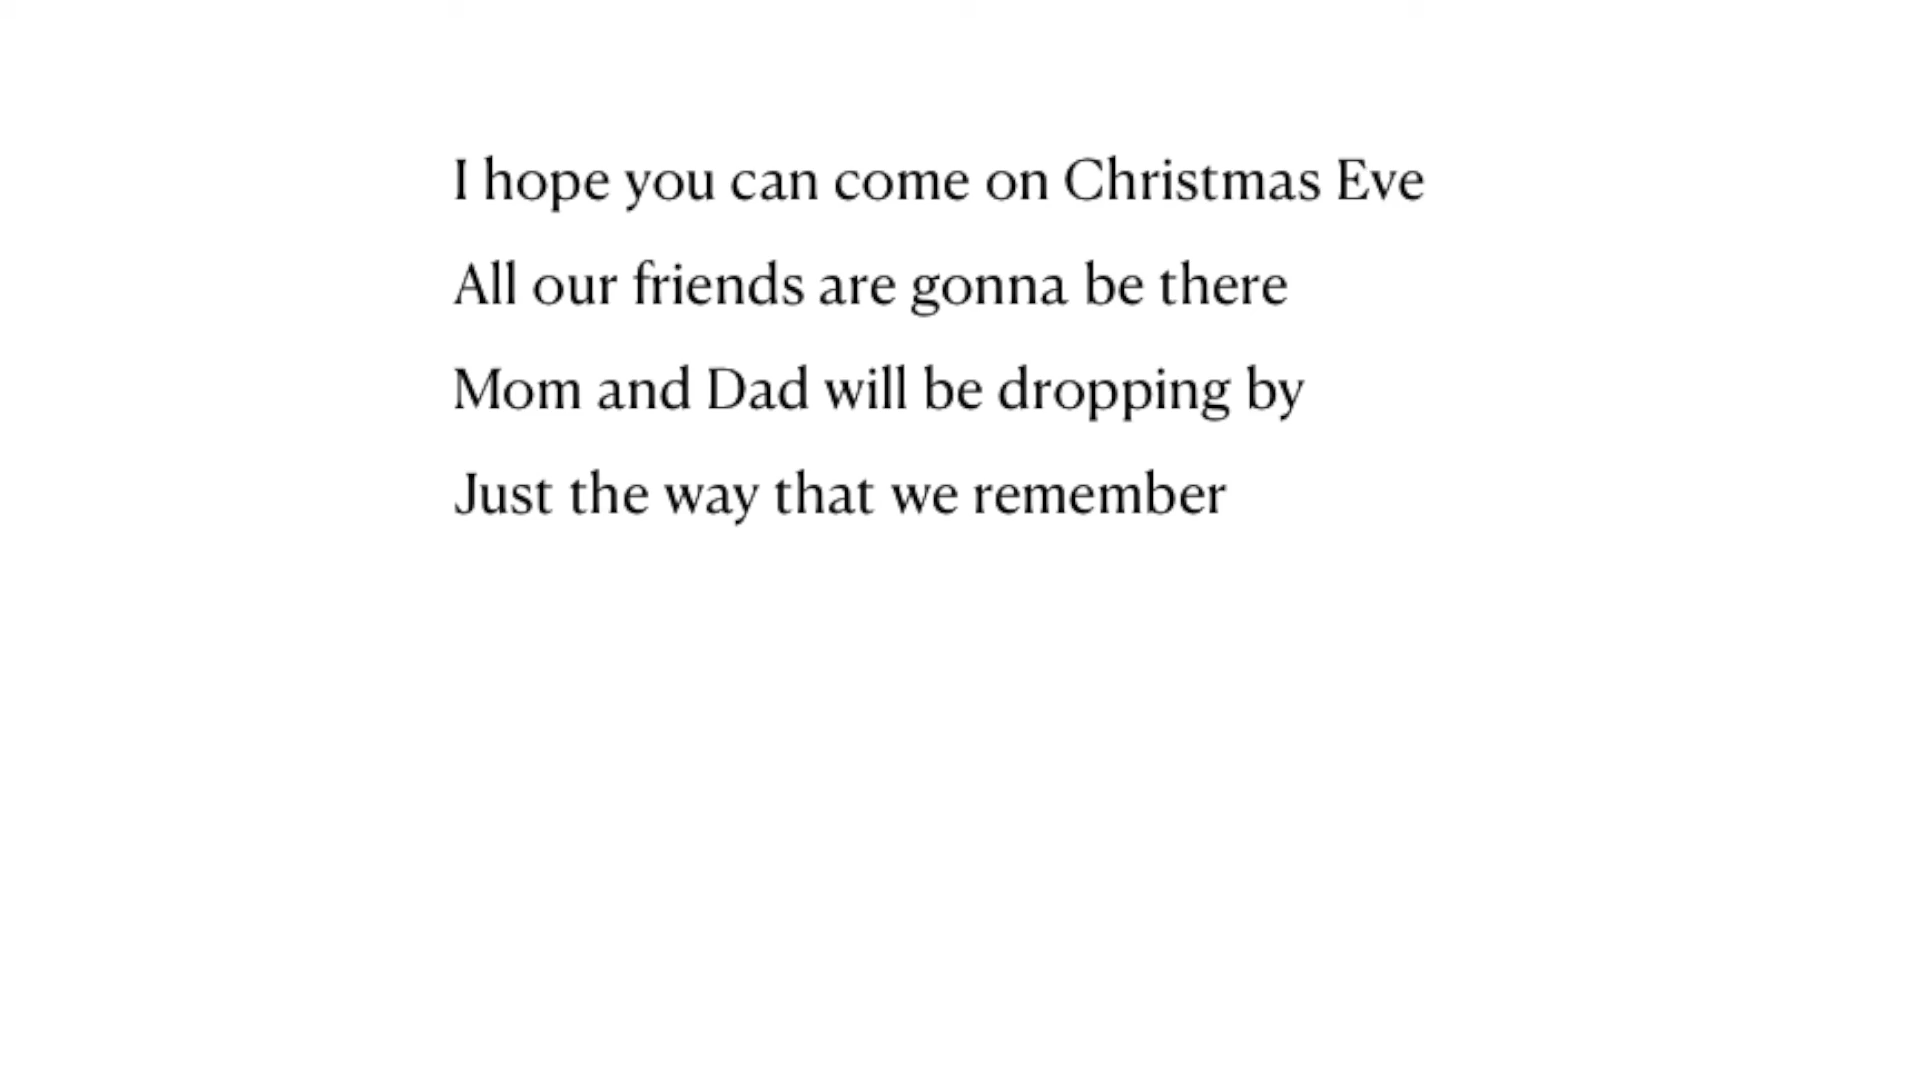 I hope you can come on Christmas Eve
All our friends are gonna be there
Mom and Dad will be dropping by
Just the way that we remember